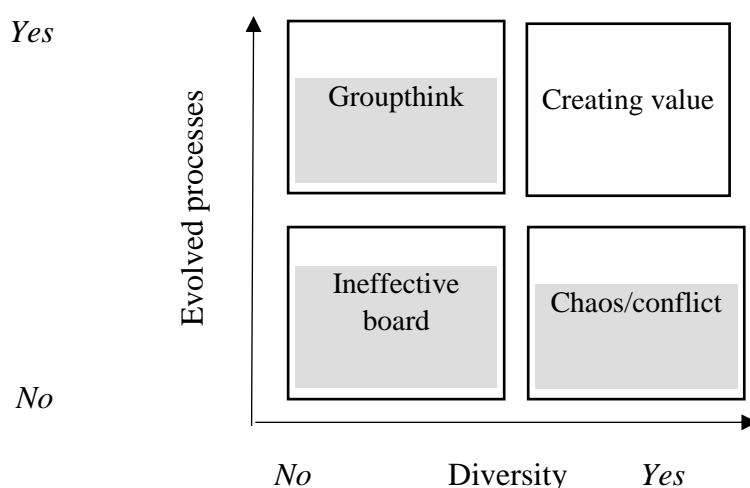 Yes
Groupthink
Creating value
Evolved processes
Ineffective
board
Chaos/conflict
No
No
Diversity
Yes